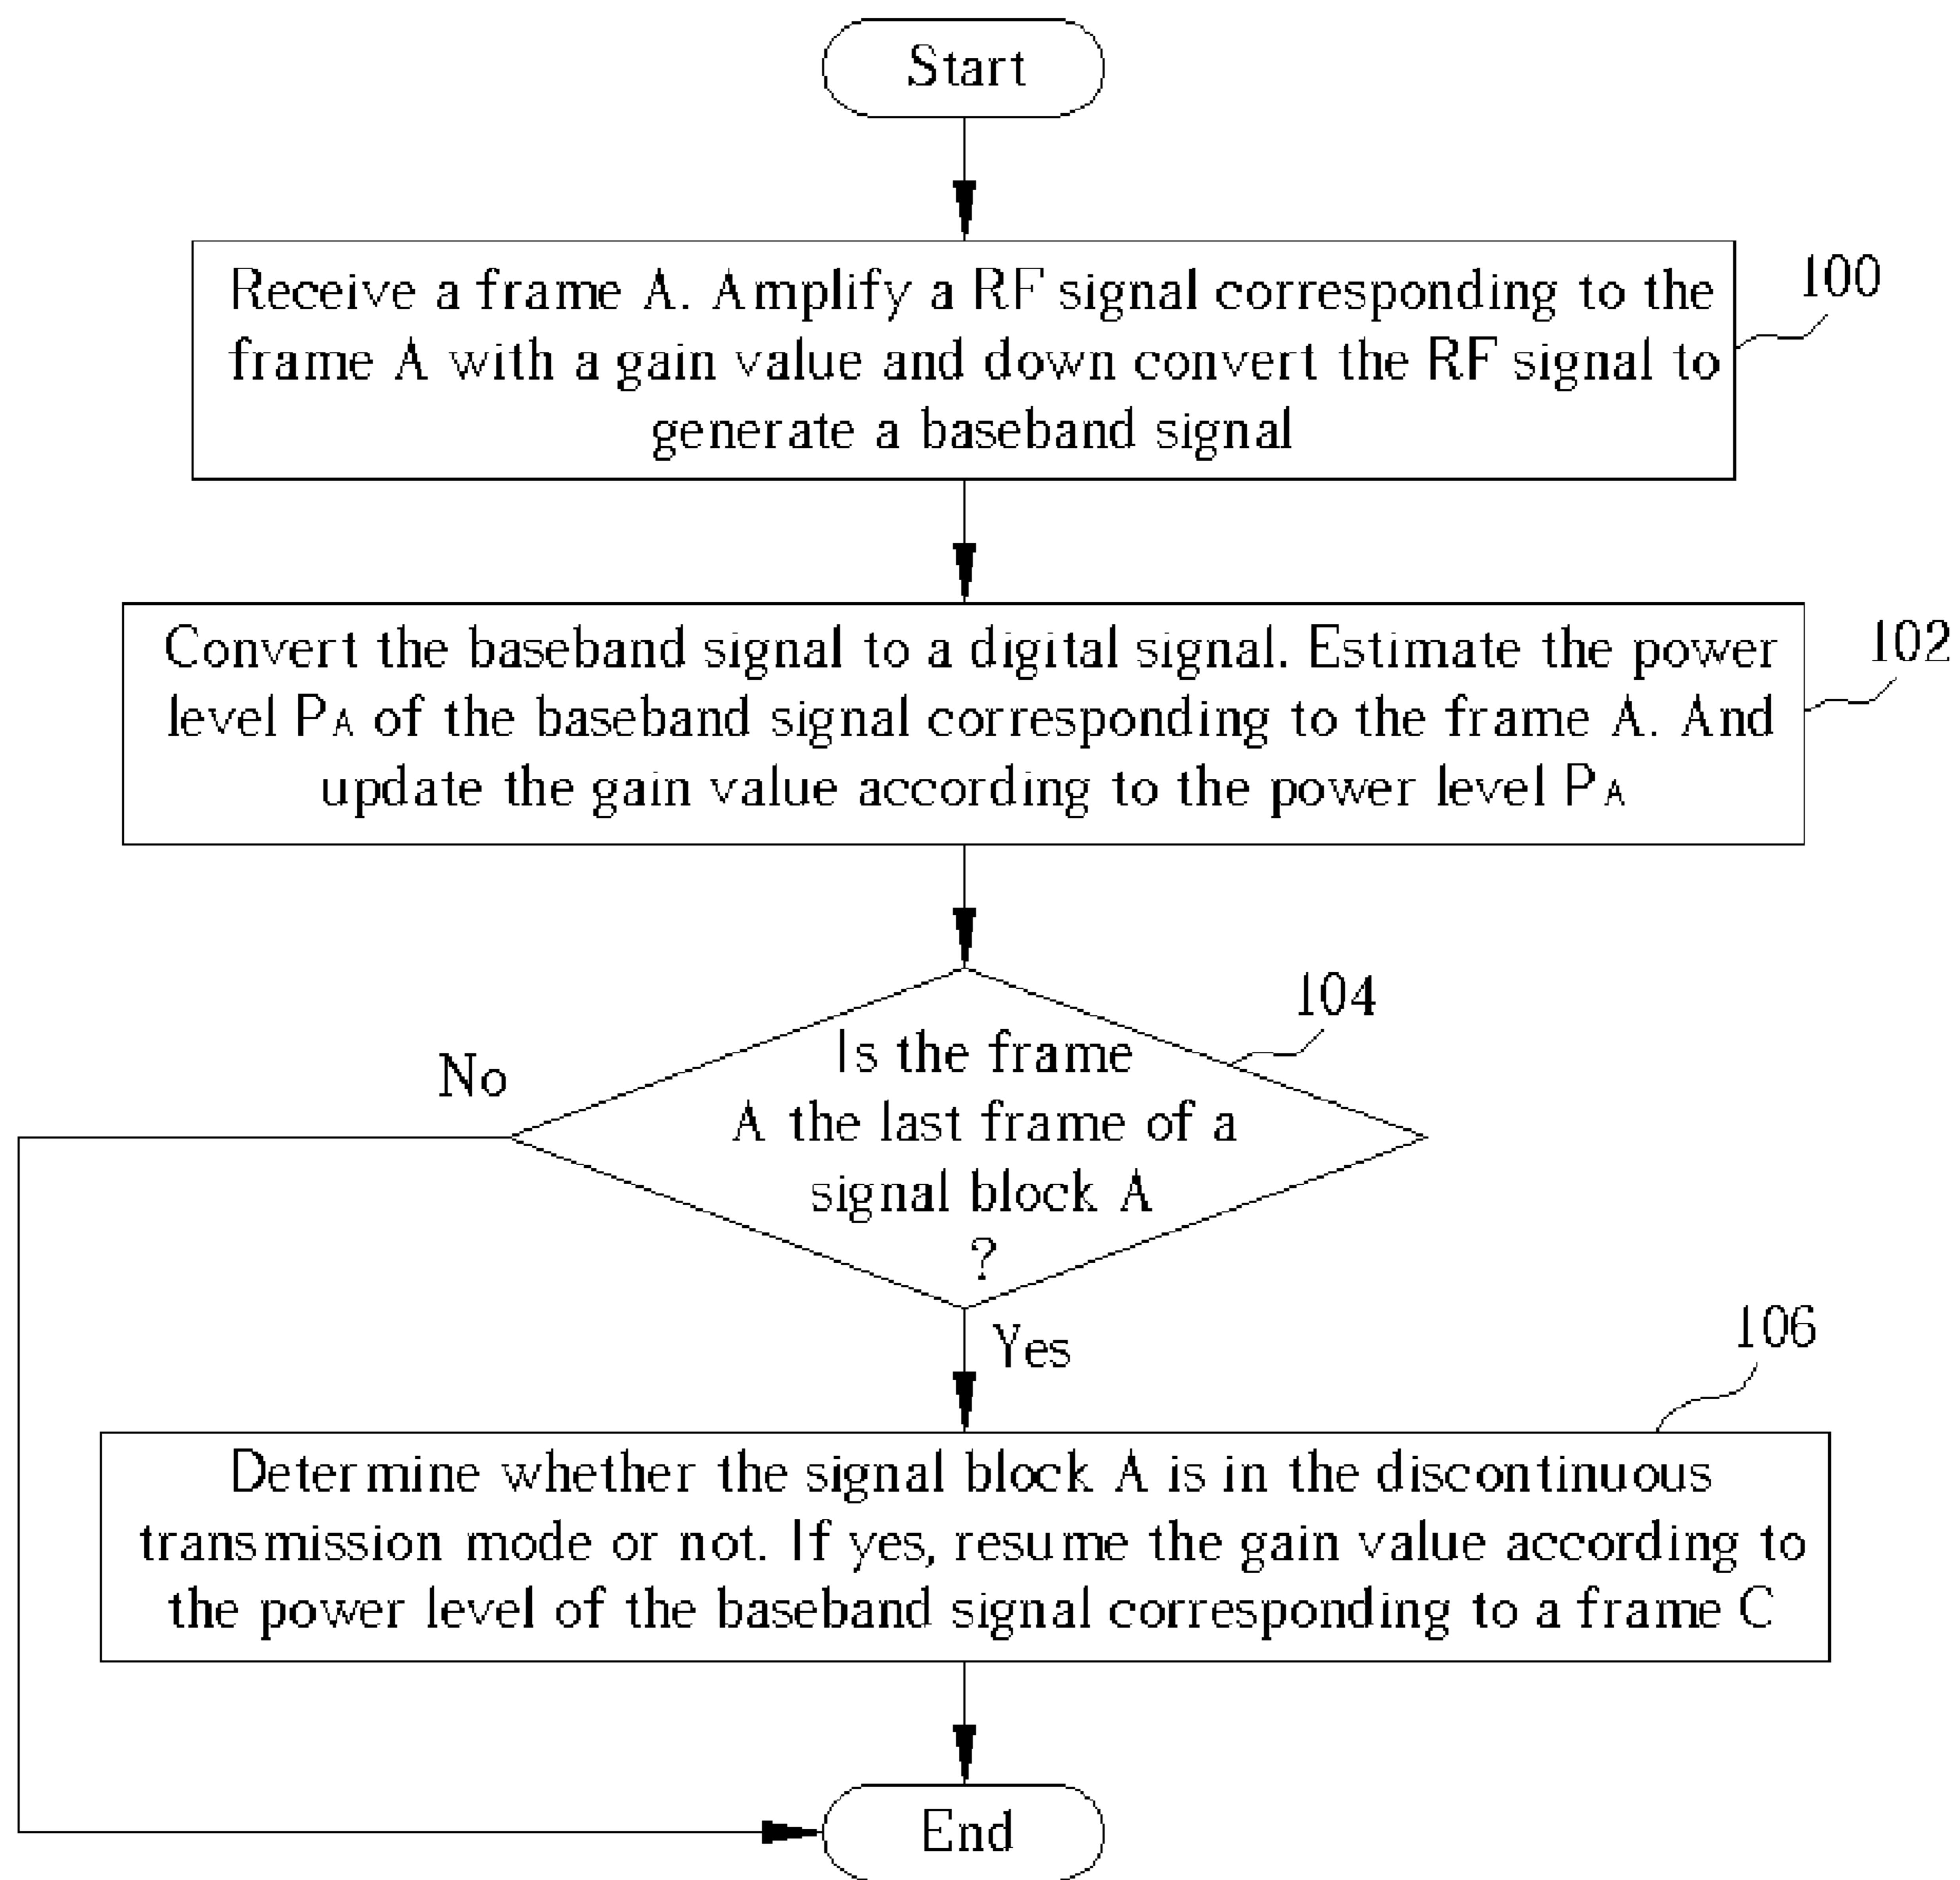 Start
Receive a frame A. Amplify a RF signal corresponding to the
frame A with a gain value and down convert the RF signal to
generate a baseband signal
100
Convert the baseband signal to a digital signal. Estimate the power
level PA of the baseband signal corresponding to the frame A. And
update the gain value according to the power level PA
102
104
Is the frame
A the last frame of a
signal block A
?
No
Yes
106
Determine whether the signal block A is in the discontinuous
transmission mode or not. If yes, resume the gain value according to
the power level of the baseband signal corresponding to a frame C
End